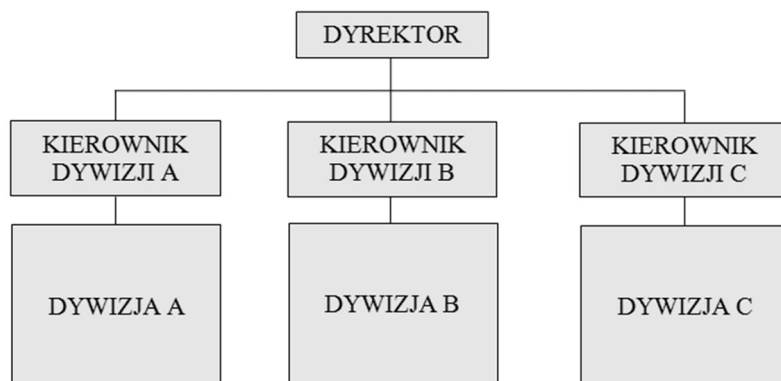 DYREKTOR
KIEROWNIK
DYWIZJI A
KIEROWNIK
DYWIZJI B
KIEROWNIK
DYWIZJI C
DYWIZJA A
DYWIZJA B
DYWIZJA C